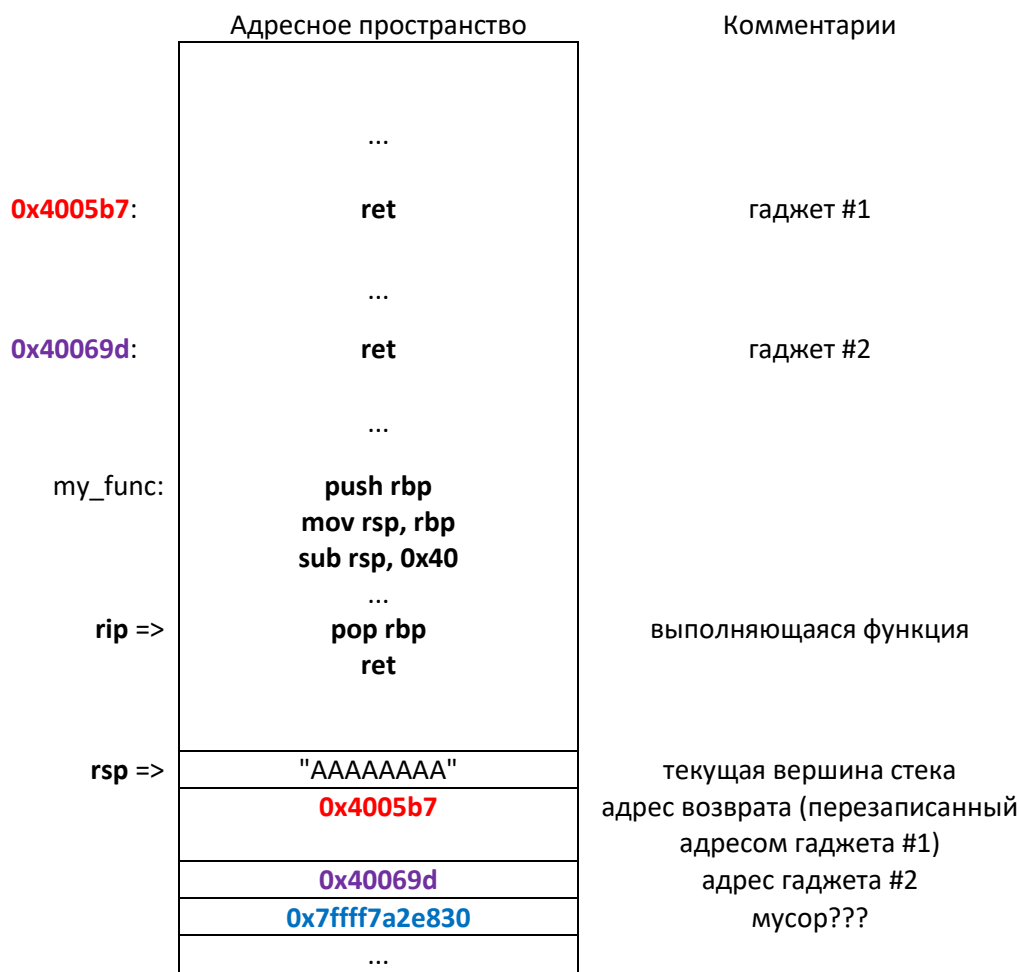 Адресное пространство Комментарии
...
0x4005b7: ret гаджет #1
...
0x40069d: ret гаджет #2
...
my_func: push rbp
mov rsp, rbp
sub rsp, 0x40
...
rip => pop rbp выполняющаяся функция
ret
rsp => "AAAAAAAA" текущая вершина стека
0x4005b7 адрес возврата (перезаписанный
адресом гаджета #1)
0x40069d адрес гаджета #2
0x7ffff7a2e830 мусор???
...